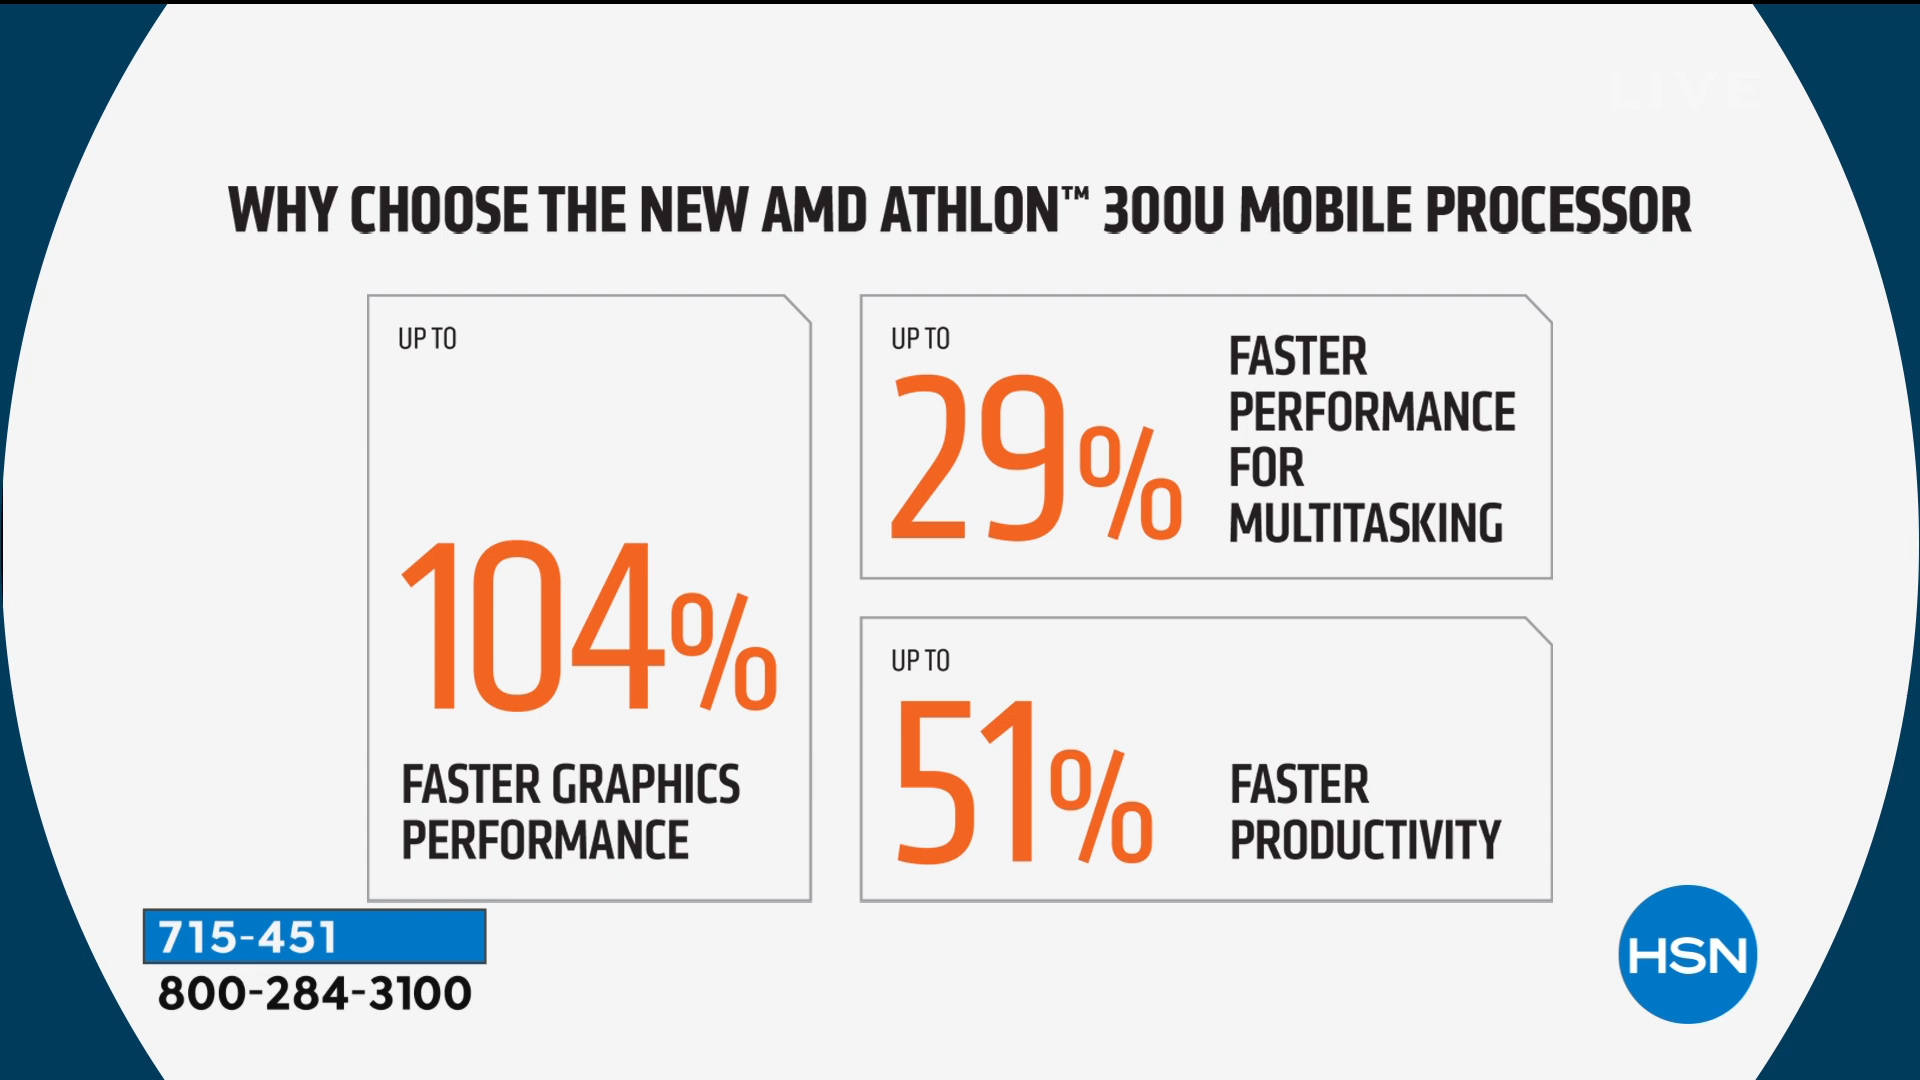 LIVE
WHY CHOOSE THE NEW AMD ATHLON™ 300U MOBILE PROCESSOR
UP TO
104%
FASTER GRAPHICS
PERFORMANCE
UP TO
29%
FASTER
PERFORMANCE
FOR
MULTITASKING
UP TO
51%
FASTER
PRODUCTIVITY
715-451
800-284-3100
HSN